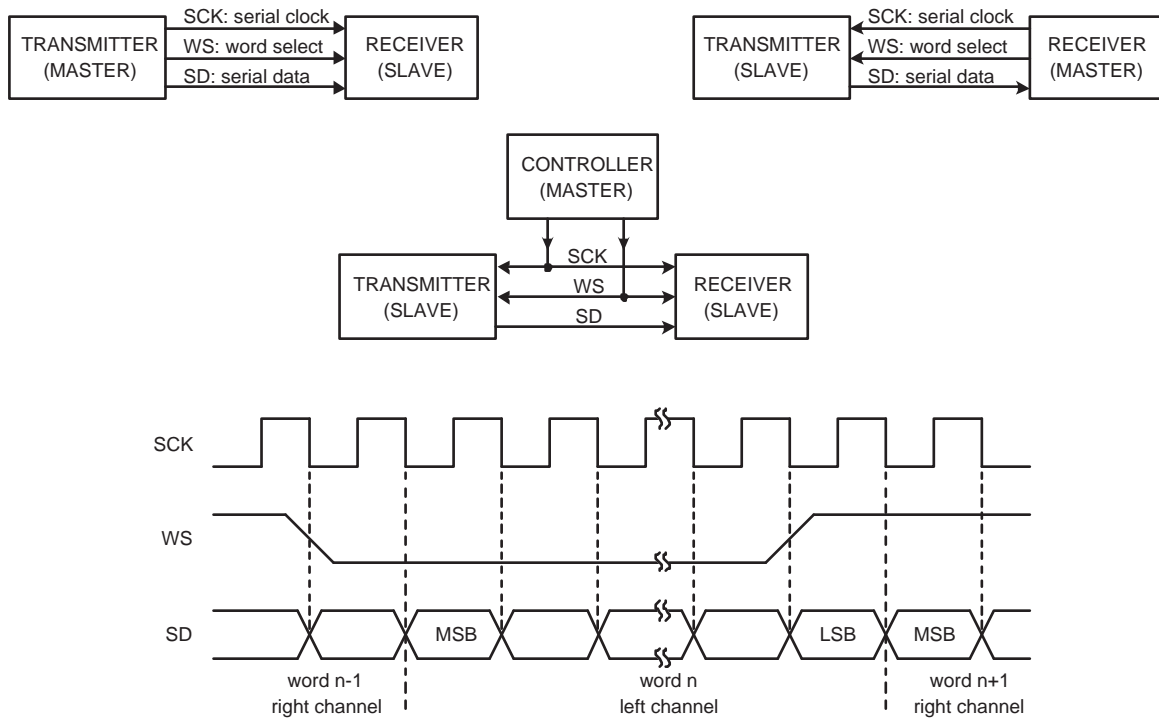 SCK: serial clock
TRANSMITTER
(MASTER)
WS: word select
SD: serial data
RECEIVER
(SLAVE)
SCK: serial clock
TRANSMITTER
(SLAVE)
WS: word select
SD: serial data
RECEIVER
(MASTER)
CONTROLLER
(MASTER)
TRANSMITTER
(SLAVE)
SCK
WS
SD
RECEIVER
(SLAVE)
SCK
WS
SD
MSB
LSB
MSB
word n-1
right channel
word n
left channel
word n+1
right channel